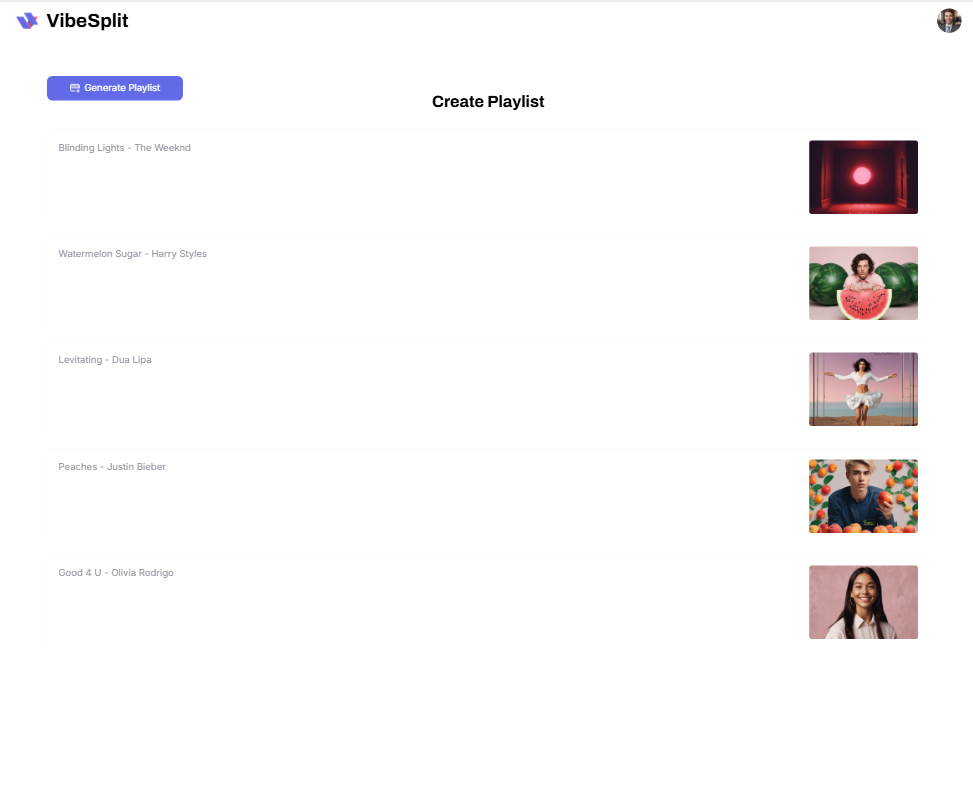 VibeSplit
Generate Playlist
Create Playlist
Blinding Lights - The Weeknd
Watermelon Sugar - Harry Styles
Levitating - Dua Lipa
Peaches - Justin Bieber
Good 4 U - Olivia Rodrigo